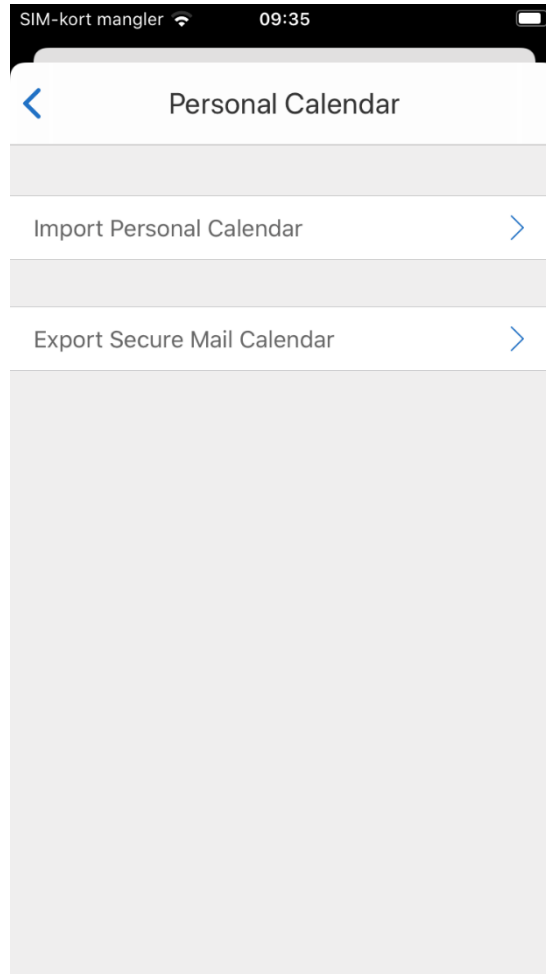 SIM-kort mangler 09:35
Personal Calendar
Import Personal Calendar
Export Secure Mail Calendar